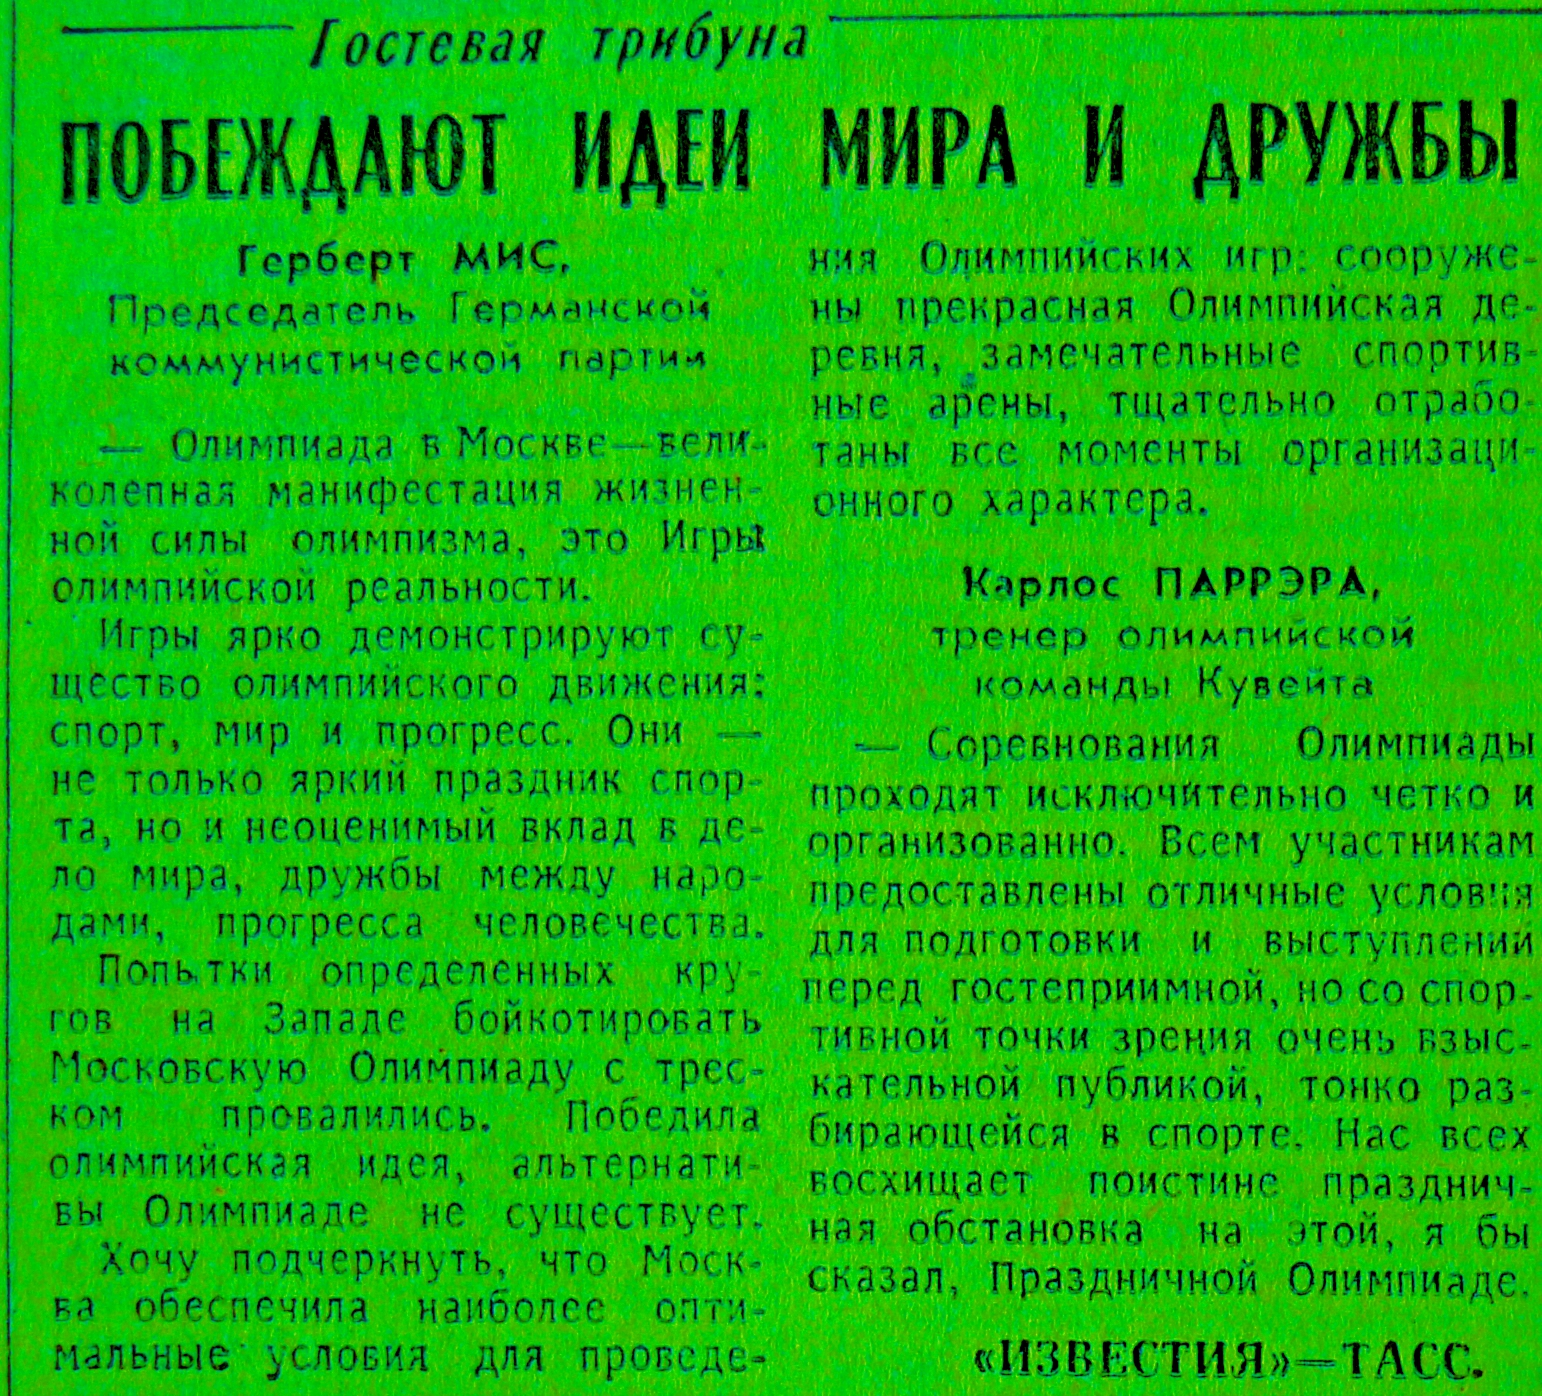 Гостевая трибуна
ПОБЕЖДАЮТ ИДЕИ МИРА И ДРУЖБЫ
Герберт МИС,
Председатель Германской
коммунистической партии
— Олимпиада в Москве—вели-
колепная манифестация жизнен-
ной силы олимпизма, это Игры
олимпийской реальности.
Игры ярко демонстрируют су-
щество олимпийского движения:
спорт, мир и прогресс. Они —
не только яркий праздник спор-
та, но и неоценимый вклад в де-
ло мира, дружбы между наро-
дами, прогресса человечества.
Попытки определенных кру-
гов на Западе бойкотировать
Московскую Олимпиаду с трес-
ком провалились. Победила
олимпийская идея, альтернати-
вы Олимпиаде не существует.
Хочу подчеркнуть, что Моск-
ва обеспечила наиболее опти-
мальные условия для проведе-
ния Олимпийских игр: сооруже-
ны прекрасная Олимпийская де-
ревня, замечательные спортив-
ные арены, тщательно отрабо-
таны все моменты организаци-
онного характера.
Карлос ПАРРЭРА,
тренер олимпийской
команды Кувейта
— Соревнования Олимпиады
проходят исключительно четко и
организованно. Всем участникам
предоставлены отличные условия
для подготовки и выступлений
перед гостеприимной, но со спор-
тивной точки зрения очень взыс-
кательной публикой, тонко раз-
бирающейся в спорте. Нас всех
восхищает поистине празднич-
ная обстановка на этой, я бы
сказал, Праздничной Олимпиаде.
«ИЗВЕСТИЯ»—ТАСС.